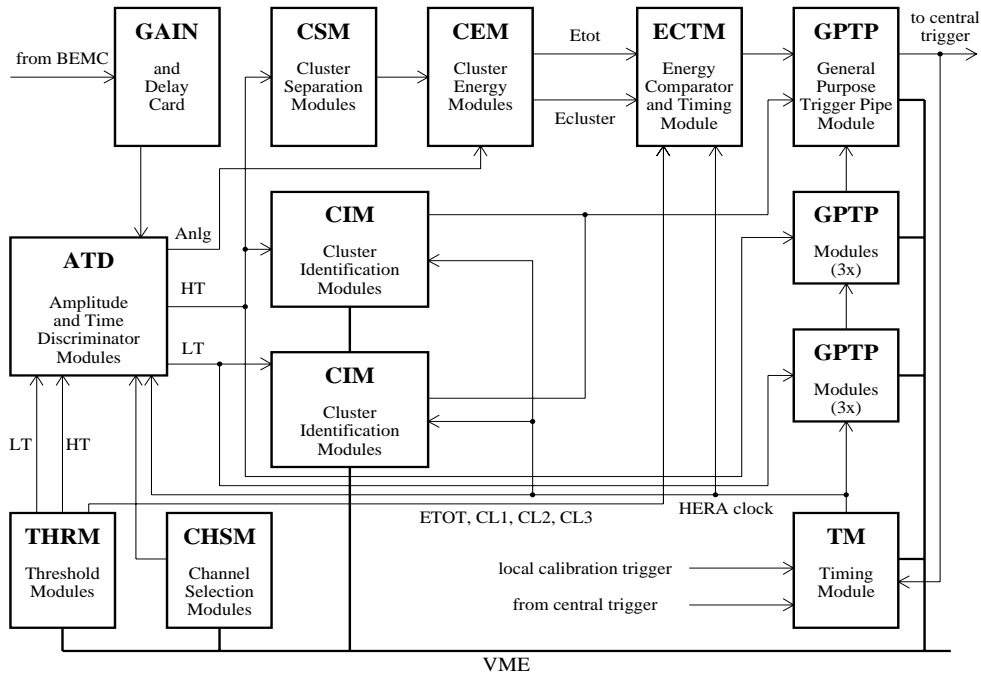 from BEMC
GAIN
and
Delay
Card
CSM
Cluster
Separation
Modules
CEM
Cluster
Energy
Modules
Etot
Ecluster
ECTM
Energy
Comparator
and Timing
Module
GPTP
General
Purpose
Trigger Pipe
Module
to central
trigger
ATD
Amplitude
and Time
Discriminator
Modules
Anlg
HT
LT
CIM
Cluster
Identification
Modules
CIM
Cluster
Identification
Modules
GPTP
Modules
(3x)
GPTP
Modules
(3x)
LT
HT
ETOT, CL1, CL2, CL3
HERA clock
THRM
Threshold
Modules
CHSM
Channel
Selection
Modules
local calibration trigger
from central trigger
TM
Timing
Module
VME